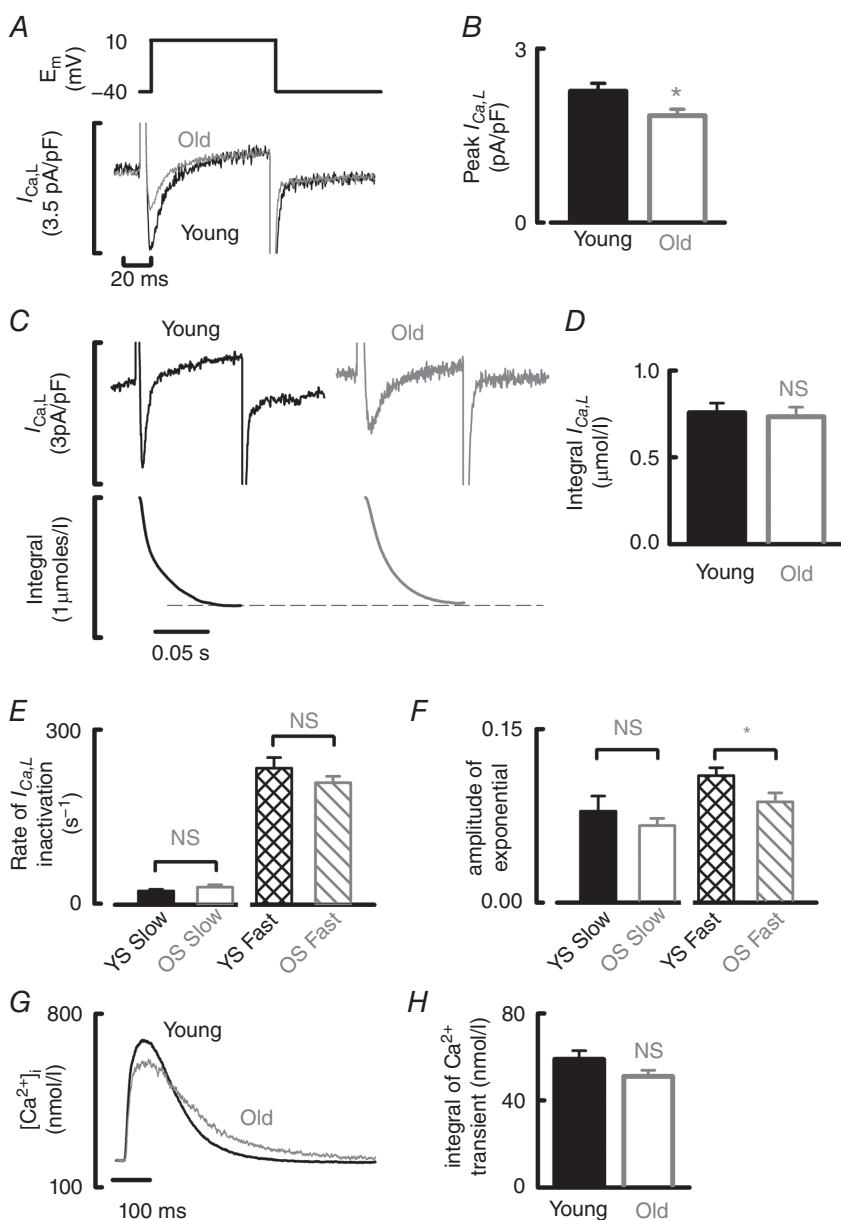 A
10
Em
(mV)
–40
ICa,L
(3.5 pA/pF)
Old
Young
20 ms
B
3
Peak ICa,L
(pA/pF)
0
*
Young
Old
C
Young
Old
ICa,L
(3pA/pF)
Integral
(1μmoles/l)
0.05 s
D
1.0
0.5
0.0
Integral ICa,L
(μmol/l)
NS
Young
Old
E
300
0
Rate of ICa,L
inactivation
(s–1)
NS
NS
YS Slow
OS Slow
YS Fast
OS Fast
F
0.15
0.00
amplitude of
exponential
NS
*
YS Slow
OS Slow
YS Fast
OS Fast
G
800
[Ca2+]i
(nmol/l)
100
Young
Old
100 ms
H
80
40
0
integral of Ca2+
transient (nmol/l)
NS
Young
Old